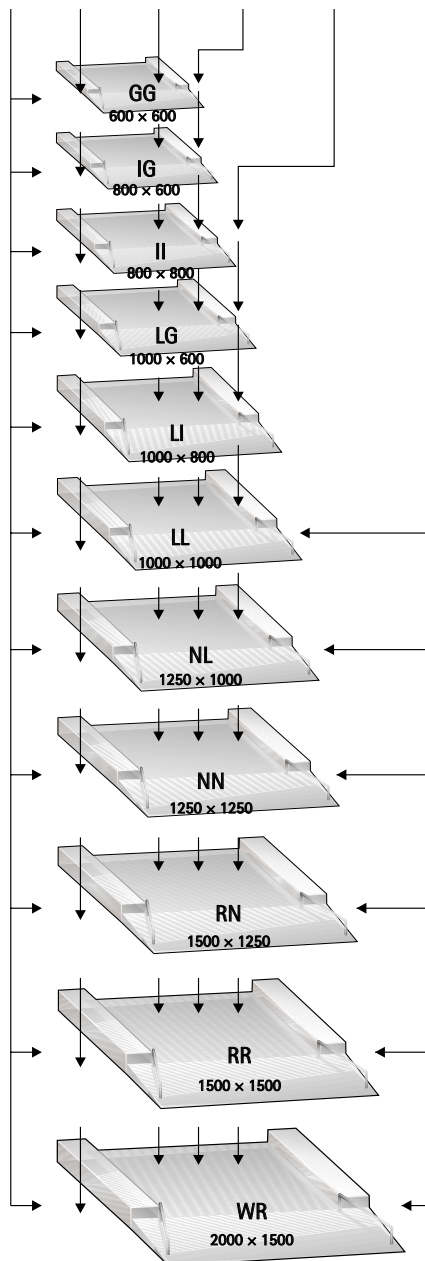 GG
600 × 600
IG
800 × 600
II
800 × 800
LG
1000 × 600
LI
1000 × 800
LL
1000 × 1000
NL
1250 × 1000
NN
1250 × 1250
RN
1500 × 1250
RR
1500 × 1500
WR
2000 × 1500